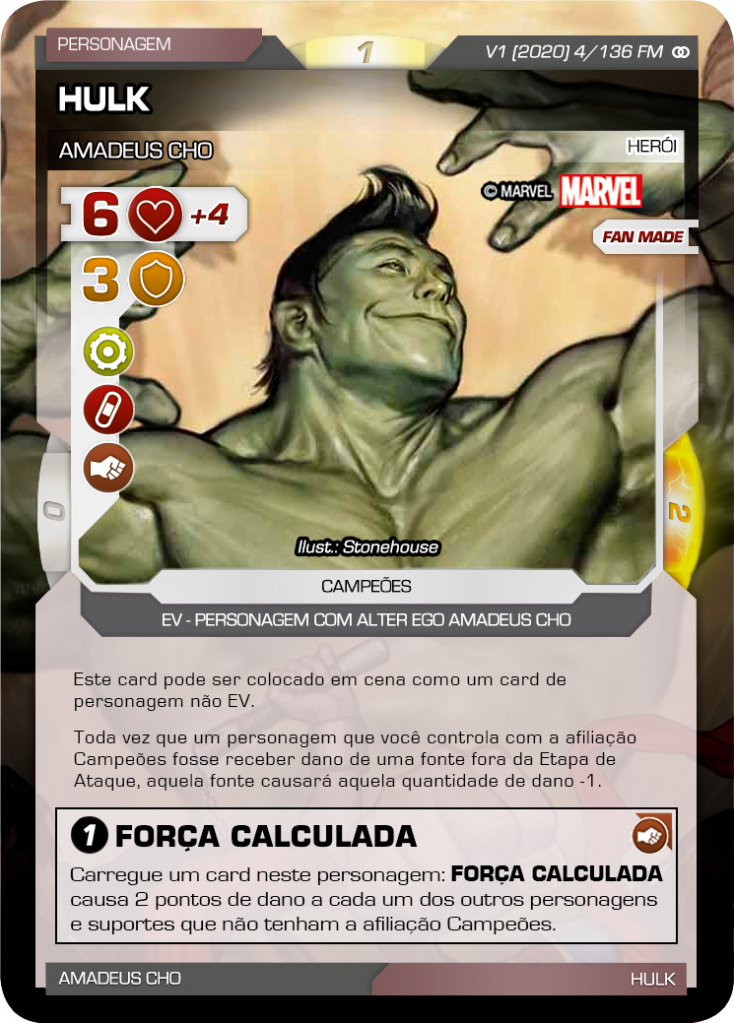 PERSONAGEM
1
V1 (2020) 4/136 FM
HULK
AMADEUS CHO
HERÓI
6 +4
© MARVEL MARVEL
FAN MADE
3
0
2
Ilust.: Stonehouse
CAMPEÕES
EV - PERSONAGEM COM ALTER EGO AMADEUS CHO
Este card pode ser colocado em cena como um card de
personagem não EV.
Toda vez que um personagem que você controla com a afiliação
Campeões fosse receber dano de uma fonte fora da Etapa de
Ataque, aquela fonte causará aquela quantidade de dano -1.
1 FORÇA CALCULADA
Carregue um card neste personagem: FORÇA CALCULADA
causa 2 pontos de dano a cada um dos outros personagens
e suportes que não tenham a afiliação Campeões.
AMADEUS CHO
HULK